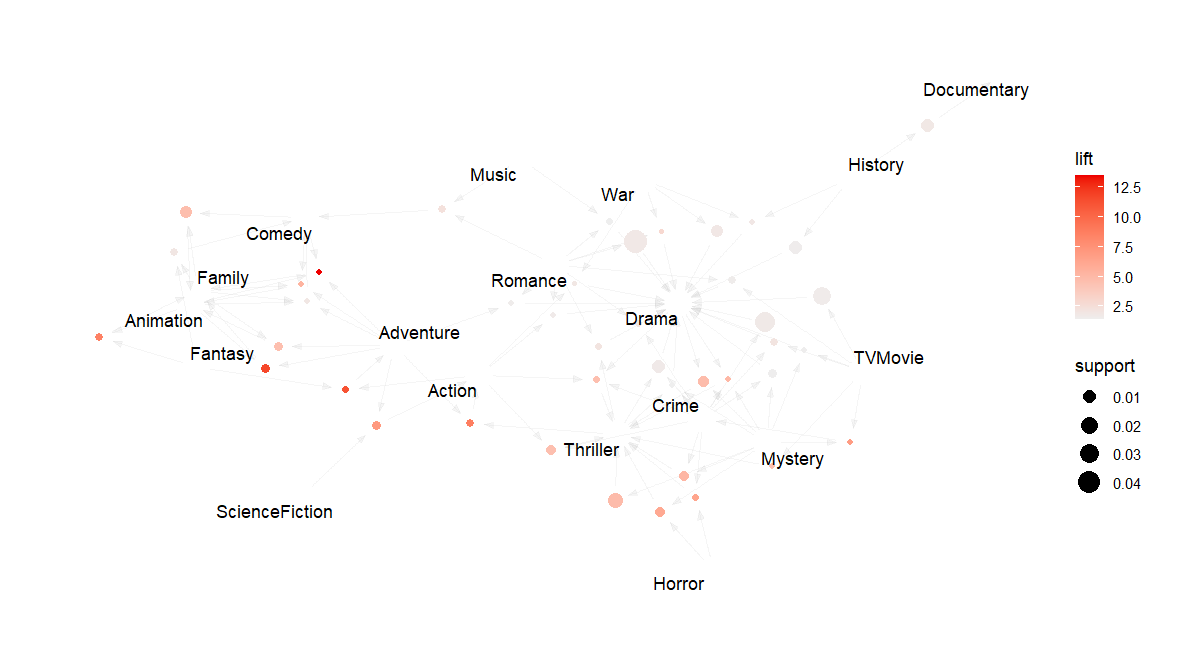 Documentary
lift
History
Music
War
12.5
10.0
Comedy
7.5
Family
Romance
5.0
2.5
Animation
Drama
Adventure
Fantasy
TVMovie
support
Action
0.01
Crime
0.02
Thriller
0.03
Mystery
0.04
ScienceFiction
Horror